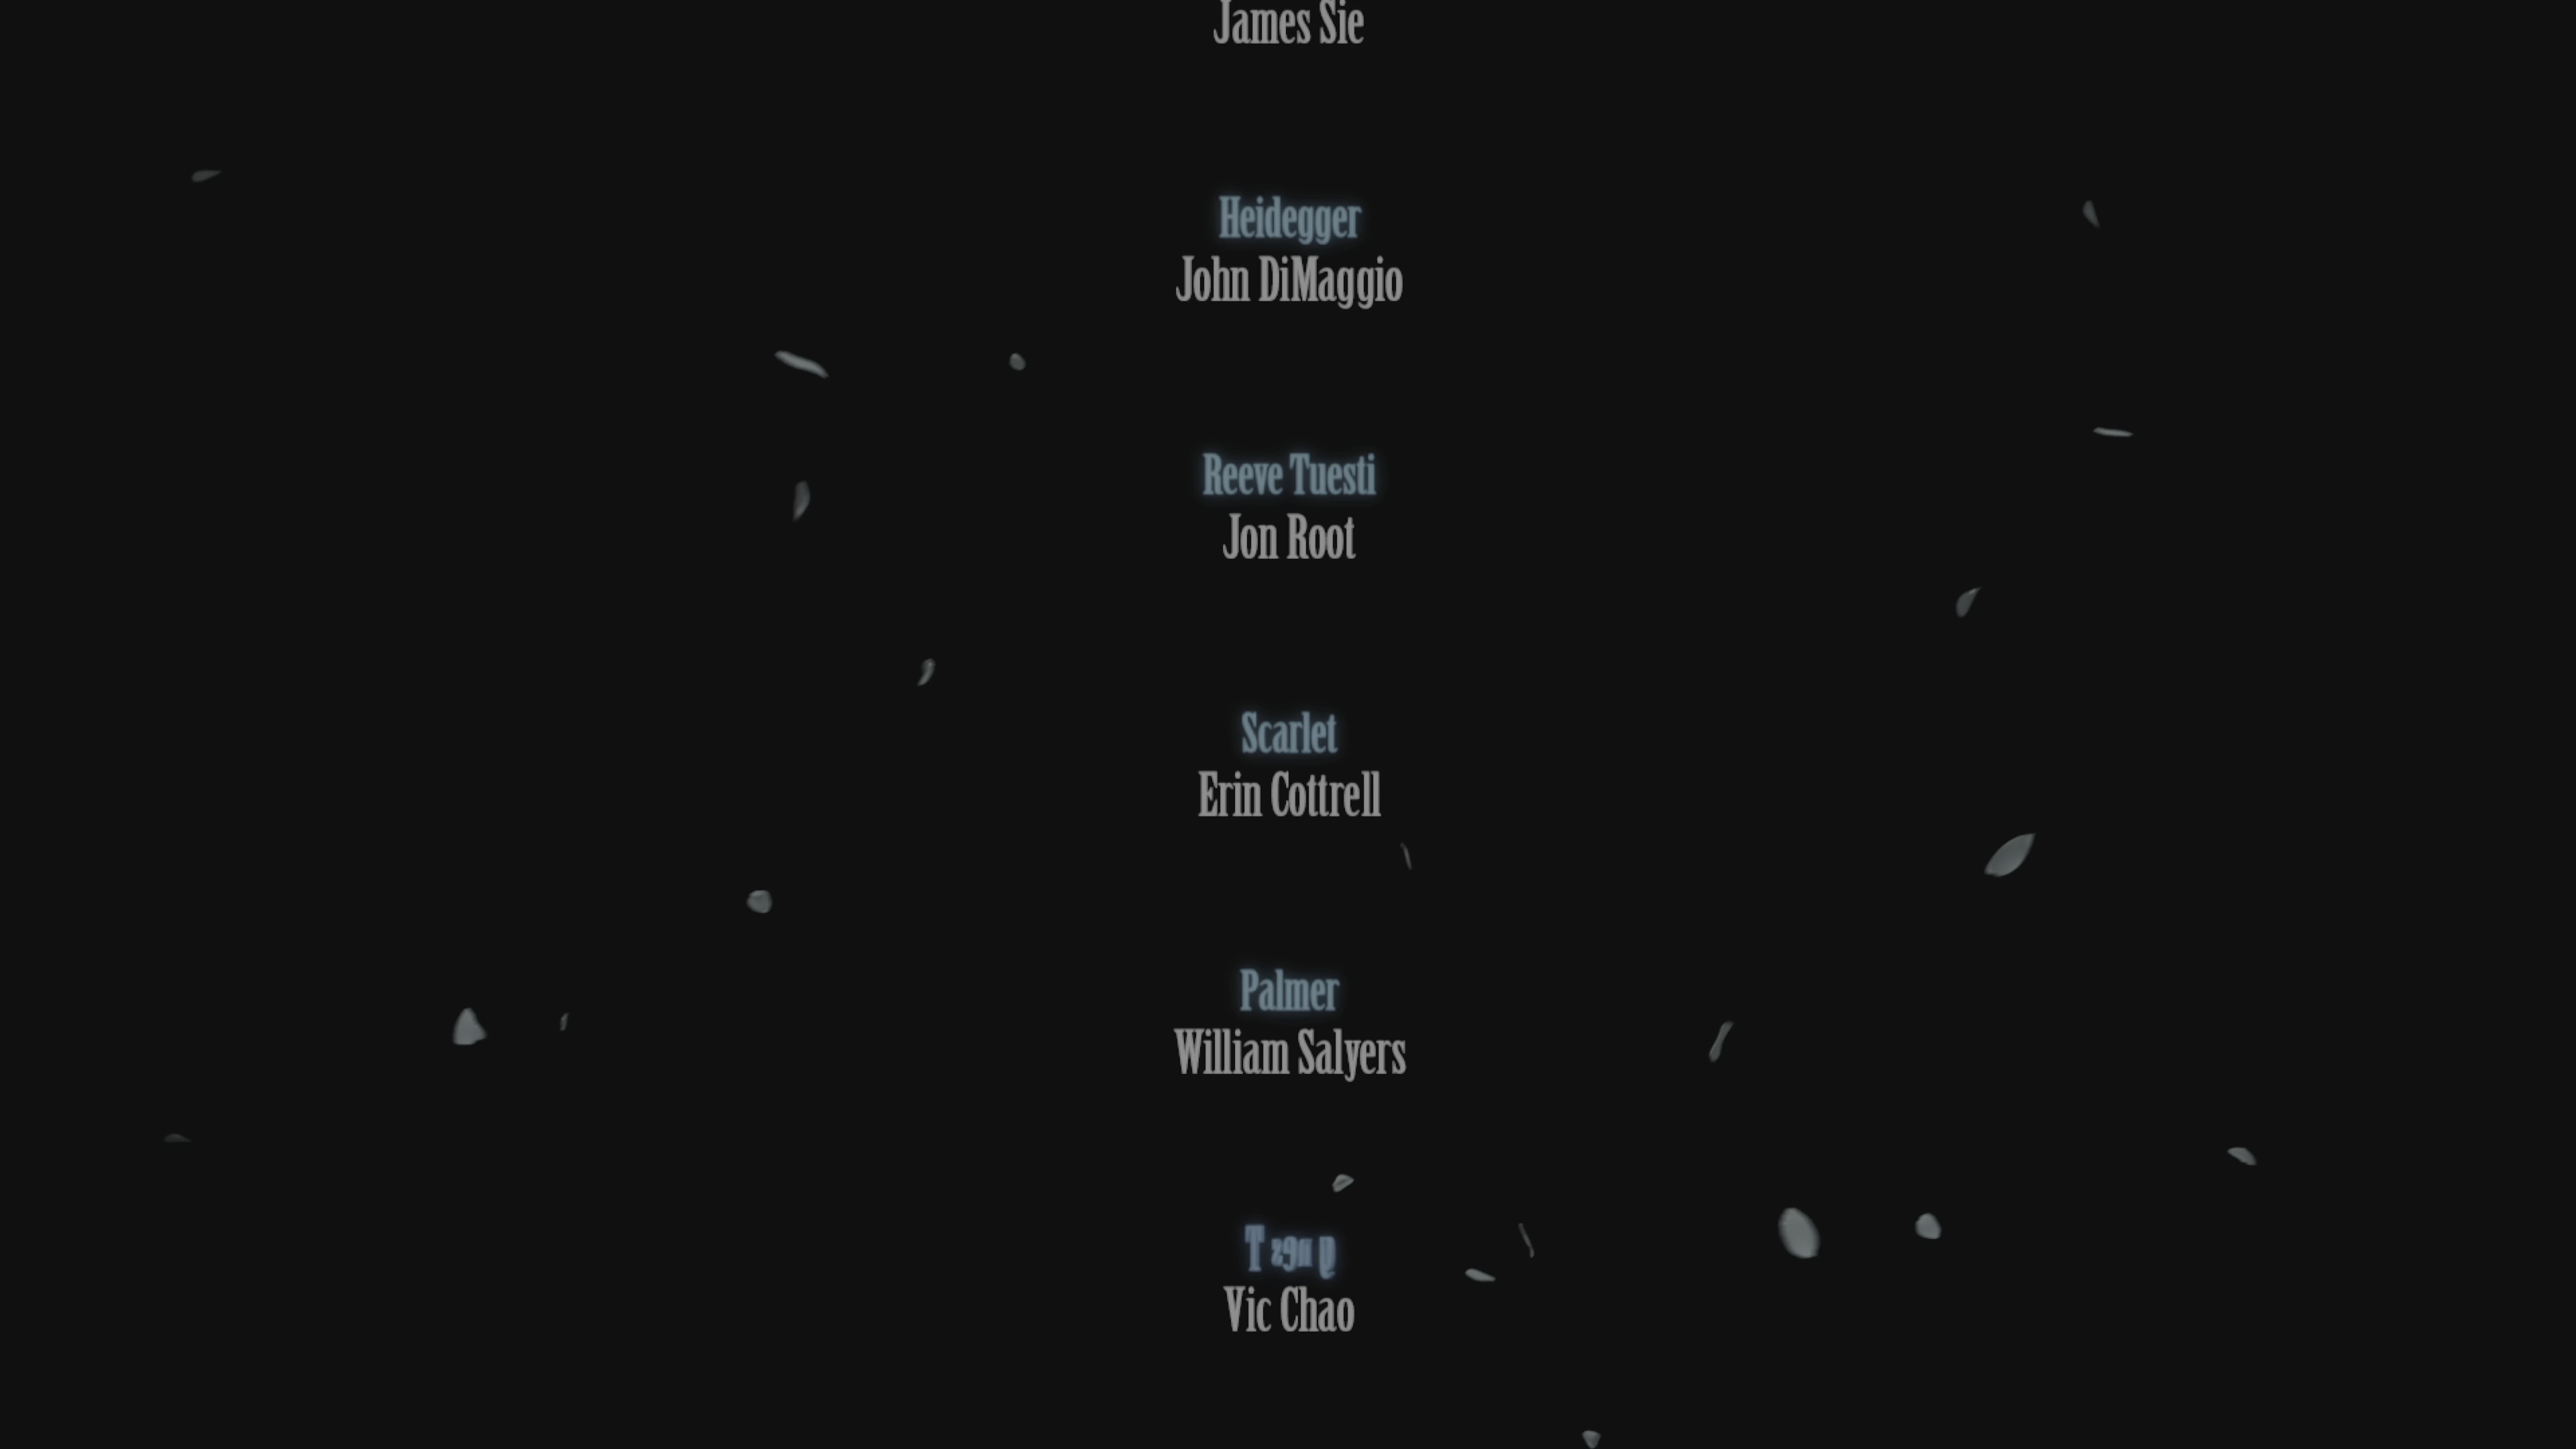 James Sie
Heidegger
John DiMaggio
Reeve Tuesti
Jon Root
Scarlet
Erin Cottrell
Palmer
William Salyers
Vic Chao